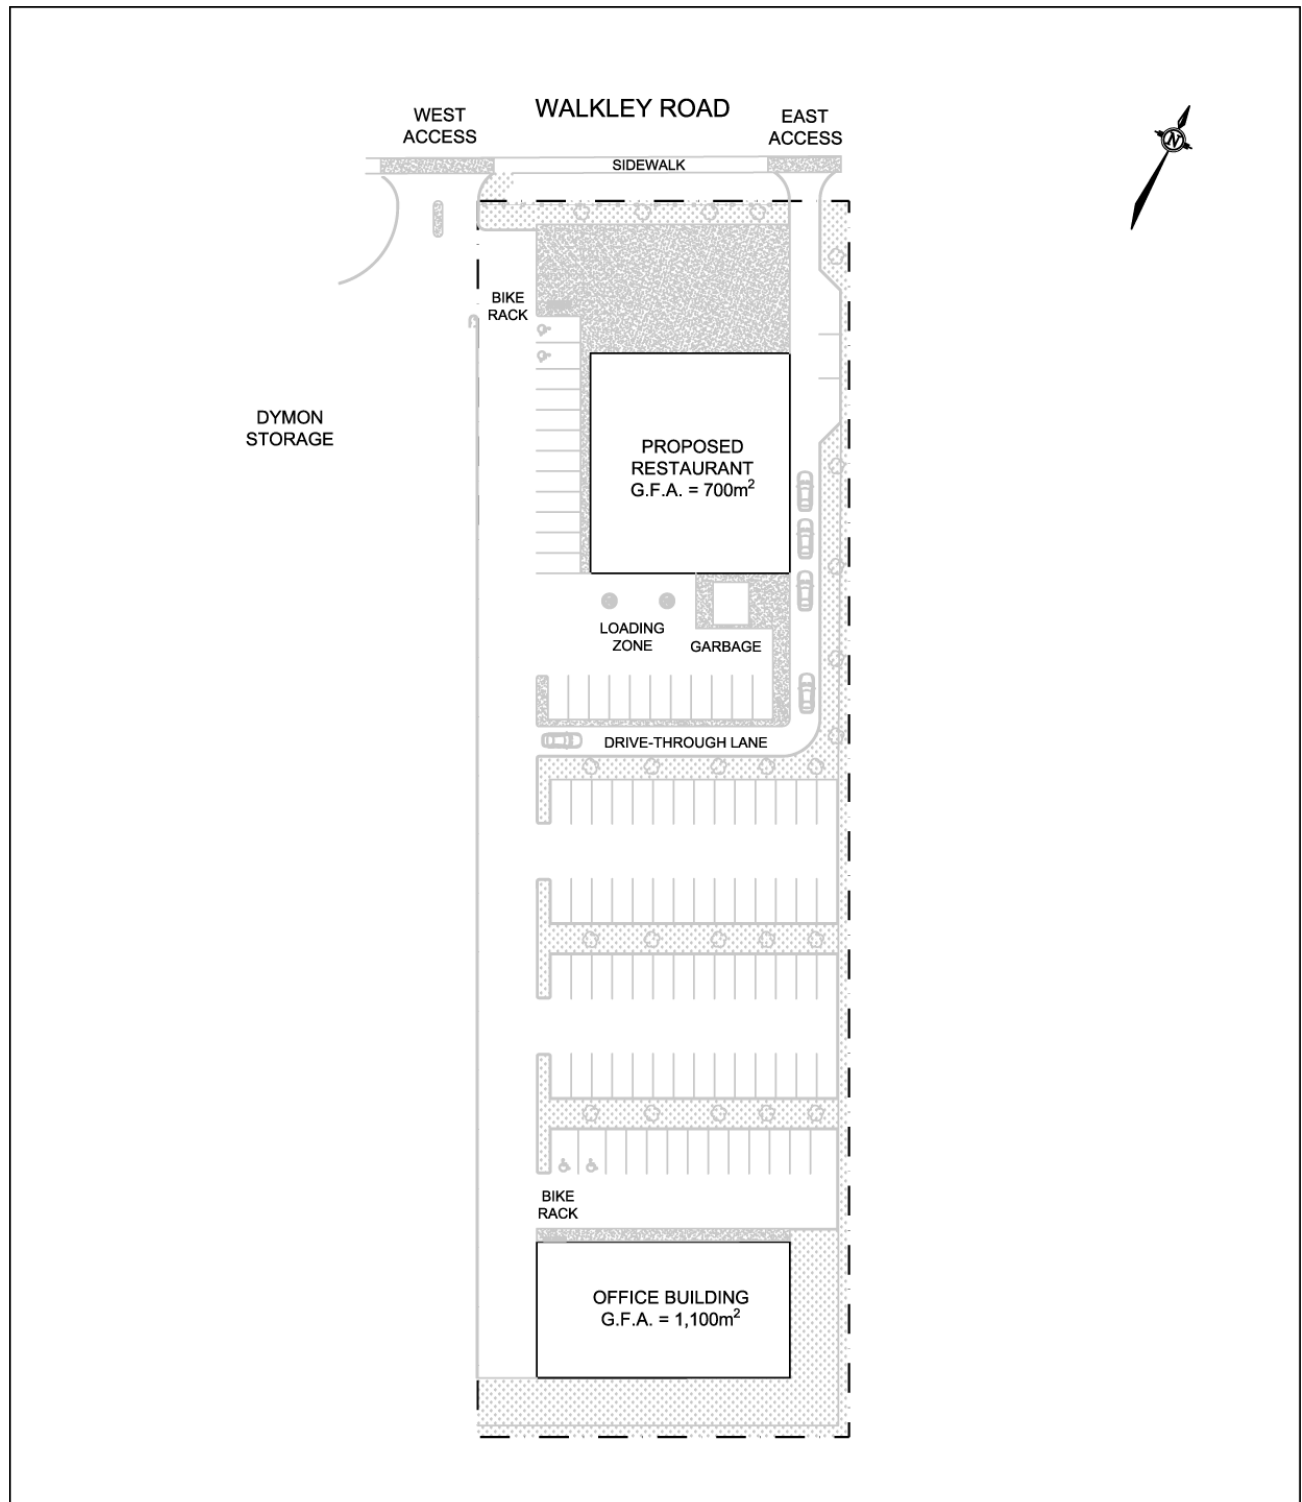 WALKLEY ROAD
WEST
ACCESS
EAST
ACCESS
SIDEWALK
N
BIKE
RACK
DYMON
STORAGE
PROPOSED
RESTAURANT
G.F.A. = 700m²
LOADING
ZONE
GARBAGE
DRIVE-THROUGH LANE
BIKE
RACK
OFFICE BUILDING
G.F.A. = 1,100m²